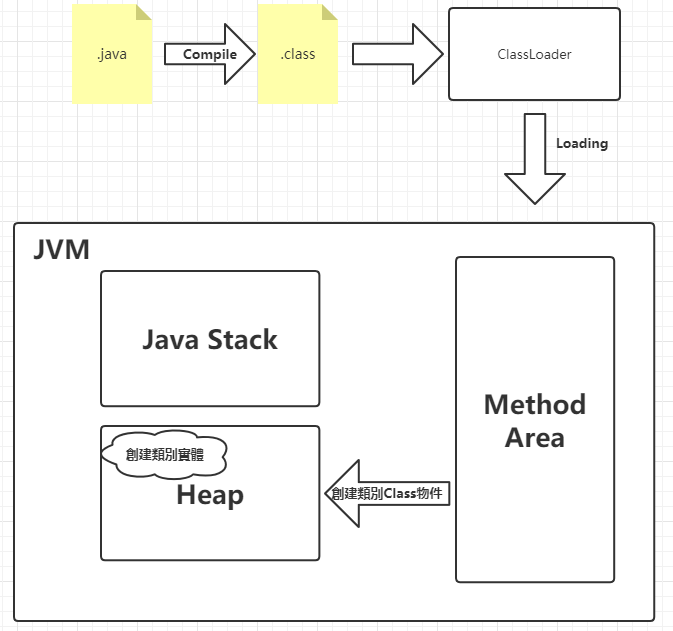 .java
Compile
.class
ClassLoader
Loading
JVM
Java Stack
Method
Area
創建類別實體
Heap
創建類別Class物件